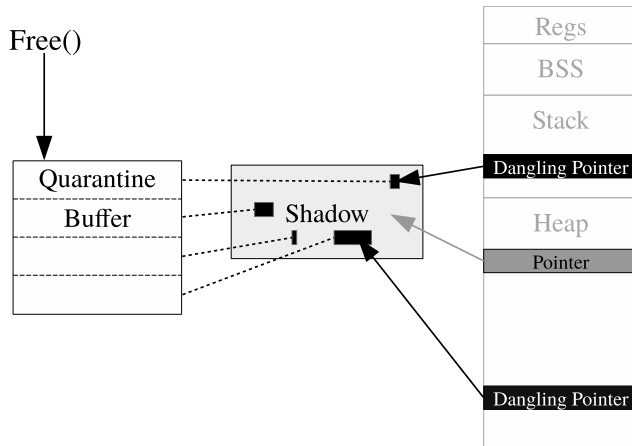 Free()
Quarantine
Buffer
Shadow
Regs
BSS
Stack
Dangling Pointer
Heap
Pointer
Dangling Pointer